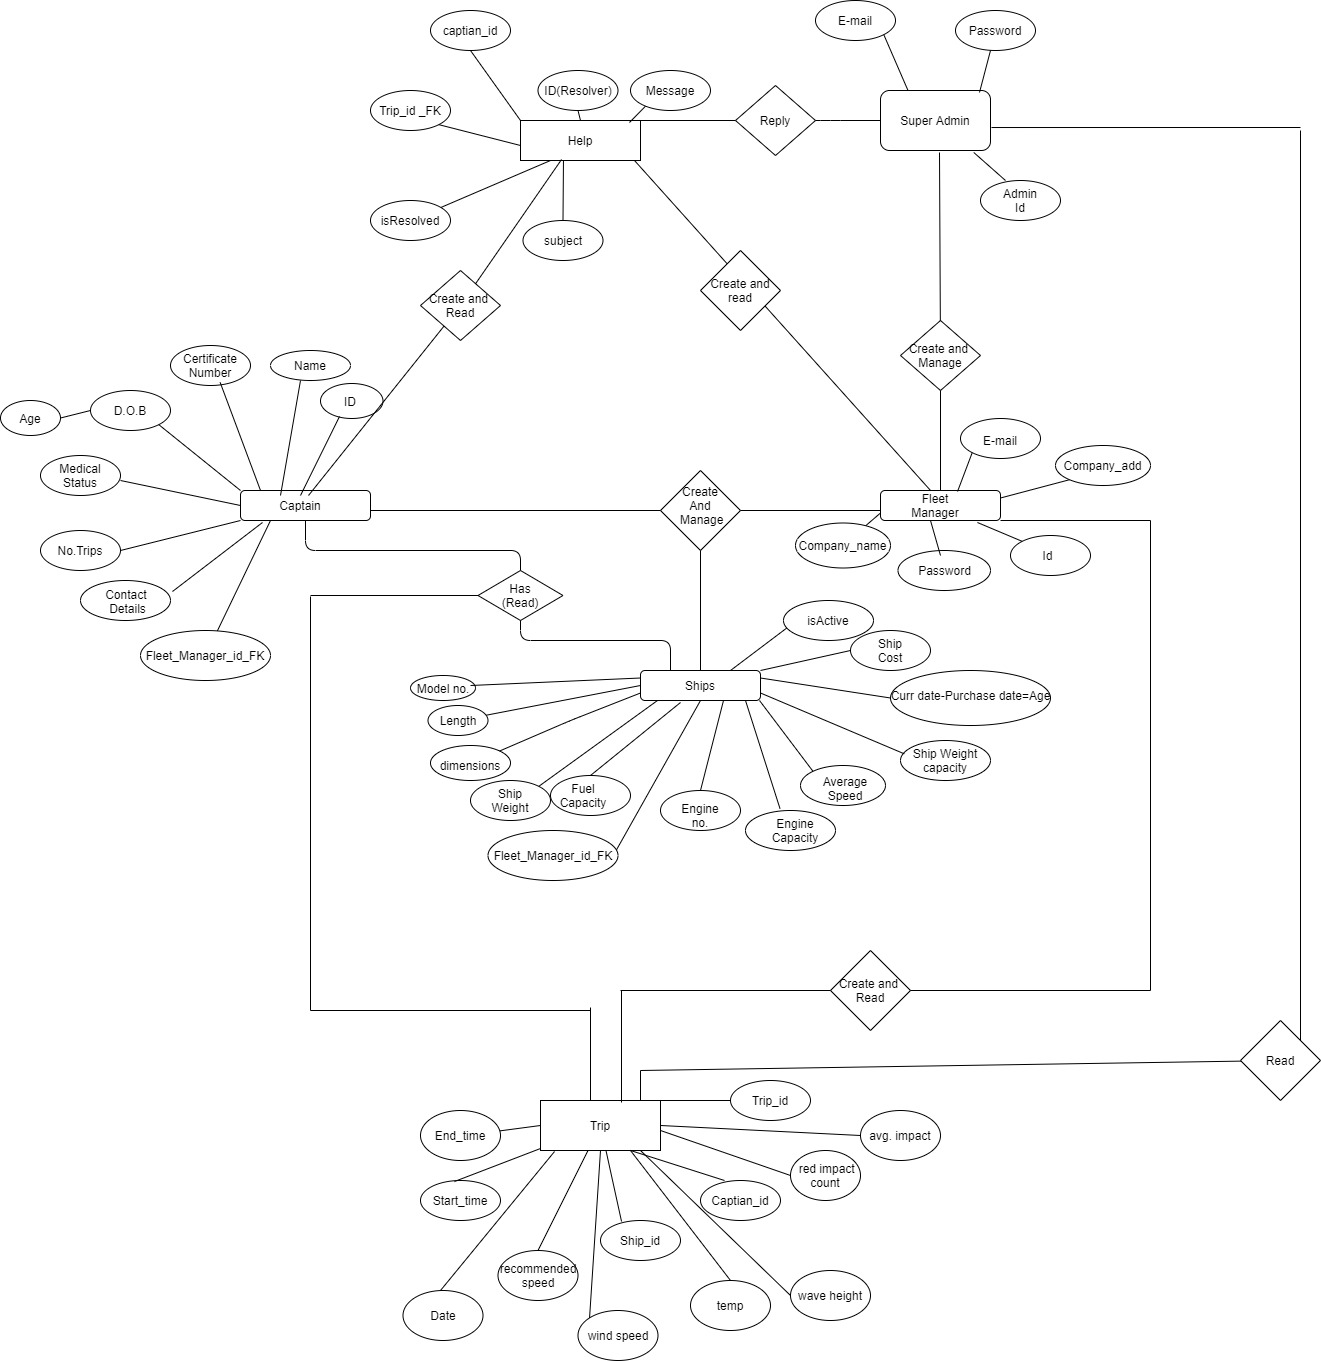 E-mail
captian_id
Password
ID(Resolver)
Message
Trip_id _FK
Reply
Super Admin
Help
Admin
Id
isResolved
subject
Create and
read
Create and
Read
Create and
Manage
Certificate
Number
Name
ID
D.O.B
Age
E-mail
Medical
Status
Company_add
Create
And
Manage
Captain
Fleet
Manager
No.Trips
Company_name
Id
Password
Has
(Read)
Contact
Details
isActive
Fleet_Manager_id_FK
Ship
Cost
Ships
Model no.
Curr date-Purchase date=Age
Length
dimensions
Ship Weight
capacity
Ship
Weight
Fuel
Capacity
Average
Speed
Engine
no.
Engine
Capacity
Fleet_Manager_id_FK
Create and
Read
Read
Trip_id
Trip
End_time
avg. impact
red impact
count
Start_time
Captian_id
Ship_id
recommended
speed
wave height
temp
Date
wind speed